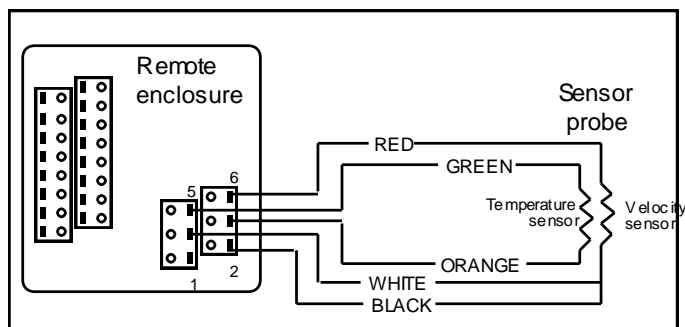 Remote
enclosure
Sensor
probe
RED
GREEN
6
5
Temperature
sensor
Velocity
sensor
ORANGE
2
1
WHITE
BLACK